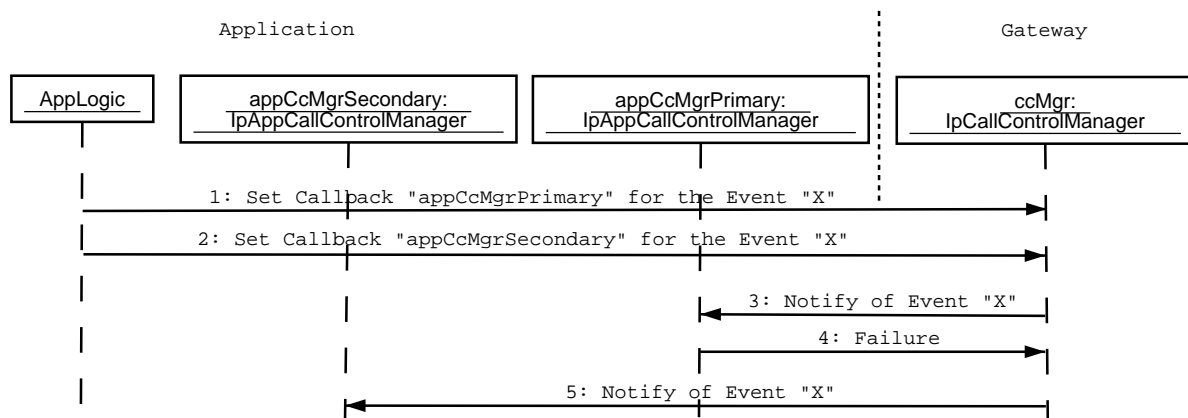 Application
Gateway
AppLogic
appCcMgrSecondary:
IpAppCallControlManager
appCcMgrPrimary:
IpAppCallControlManager
ccMgr:
IpCallControlManager
1: Set Callback "appCcMgrPrimary" for the Event "X"
2: Set Callback "appCcMgrSecondary" for the Event "X"
3: Notify of Event "X"
4: Failure
5: Notify of Event "X"